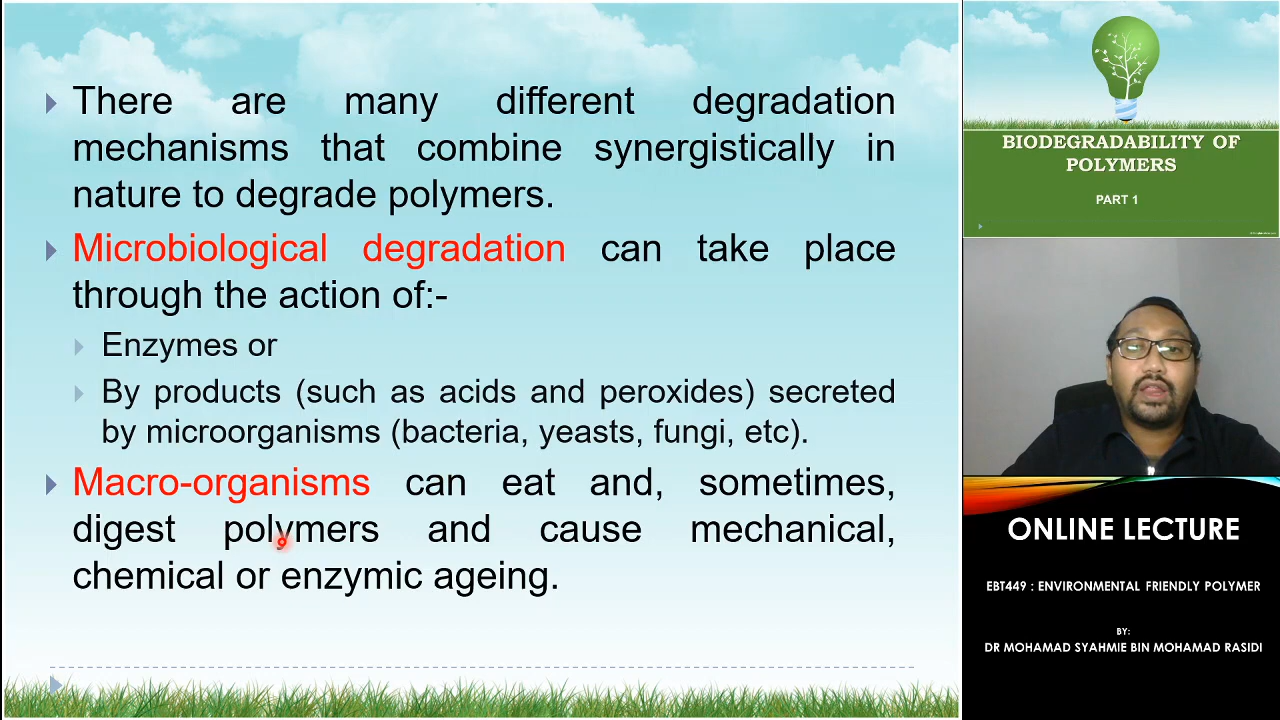 There are many different degradation
mechanisms that combine synergistically in
nature to degrade polymers.
Microbiological degradation can take place
through the action of:-
Enzymes or
By products (such as acids and peroxides) secreted
by microorganisms (bacteria, yeasts, fungi, etc).
Macro-organisms can eat and, sometimes,
digest polymers and cause mechanical,
chemical or enzymic ageing.
BIODEGRADABILITY OF
POLYMERS
PART 1
ONLINE LECTURE
EBT449 : ENVIRONMENTAL FRIENDLY POLYMER
BY:
DR MOHAMAD SYAHMIE BIN MOHAMAD RASIDI